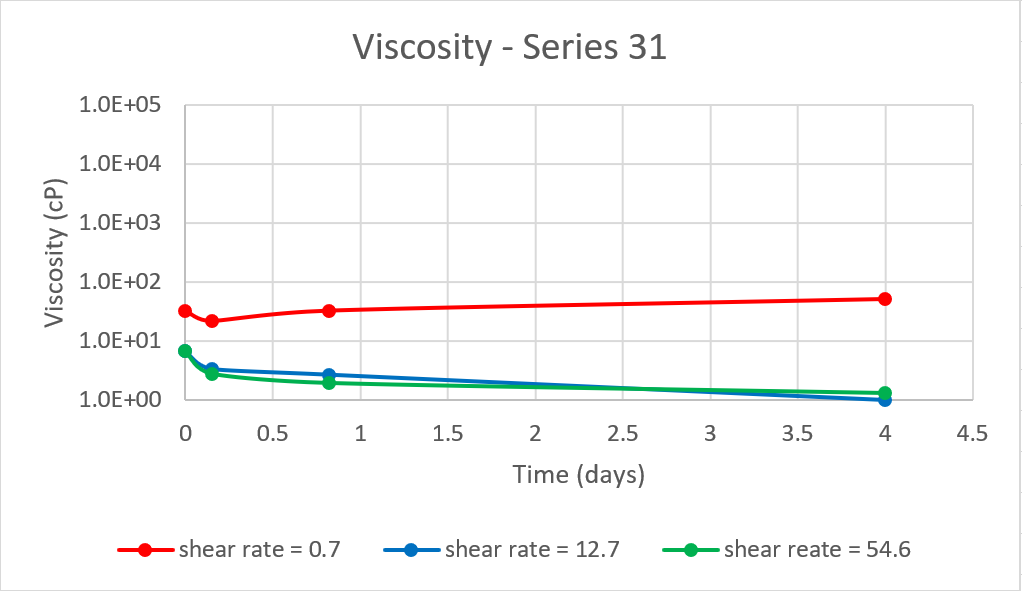 Viscosity - Series 31
1.0E+05
1.0E+04
1.0E+03
1.0E+02
1.0E+01
1.0E+00
Viscosity (cP)
0 0.5 1 1.5 2 2.5 3 3.5 4 4.5
Time (days)
shear rate = 0.7 shear rate = 12.7 shear reate = 54.6